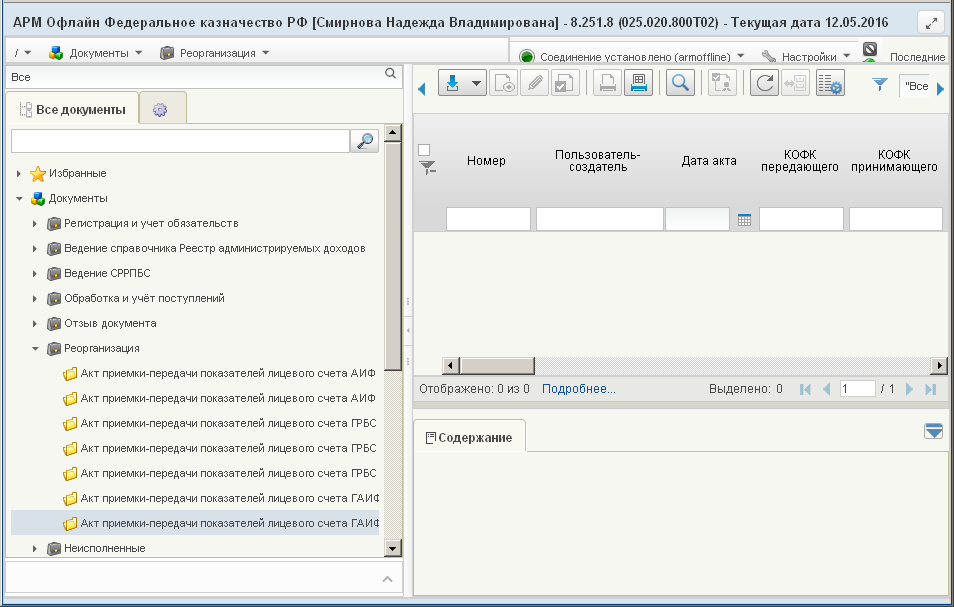 АРМ Офлайн Федеральное казначество РФ [Смирнова Надежда Владимирована] - 8.251.8 (025.020.800T02) - Текущая дата 12.05.2016
/ Документы Реорганизация
Соединение установлено (armoffline) Настройки Последние
Все
"Все
Все документы
Избранные
Документы
Регистрация и учет обязательств
Ведение справочника Реестр администрируемых доходов
Ведение СРРПБС
Обработка и учёт поступлений
Отзыв документа
Реорганизация
Акт приемки-передачи показателей лицевого счета АИФ
Акт приемки-передачи показателей лицевого счета АИФ
Акт приемки-передачи показателей лицевого счета ГРБС
Акт приемки-передачи показателей лицевого счета ГРБС
Акт приемки-передачи показателей лицевого счета ГРБС
Акт приемки-передачи показателей лицевого счета ГАИФ
Акт приемки-передачи показателей лицевого счета ГАИФ
Неисполненные
Номер
Пользователь-
создатель
Дата акта
КОФК
передающего
КОФК
принимающего
Отображено: 0 из 0 Подробнее... Выделено: 0 1 / 1
Содержание